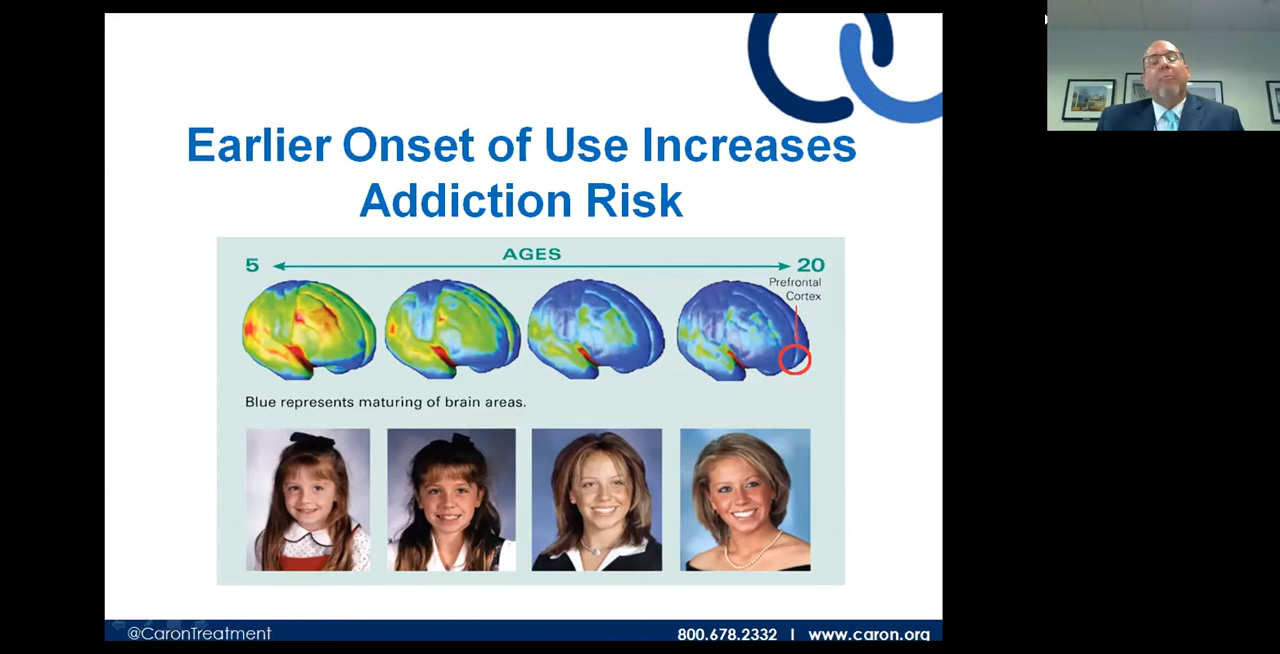 Earlier Onset of Use Increases
Addiction Risk
AGES
5
20
Prefrontal
Cortex
Blue represents maturing of brain areas.
@CaronTreatment
800.678.2332 | www.caron.org